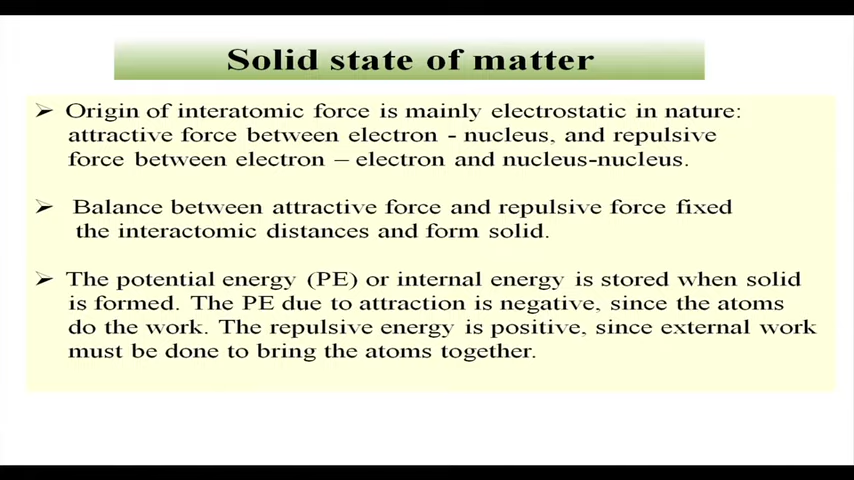 Solid state of matter
➢ Origin of interatomic force is mainly electrostatic in nature:
attractive force between electron - nucleus, and repulsive
force between electron – electron and nucleus-nucleus.
➢ Balance between attractive force and repulsive force fixed
the interactomic distances and form solid.
➢ The potential energy (PE) or internal energy is stored when solid
is formed. The PE due to attraction is negative, since the atoms
do the work. The repulsive energy is positive, since external work
must be done to bring the atoms together.